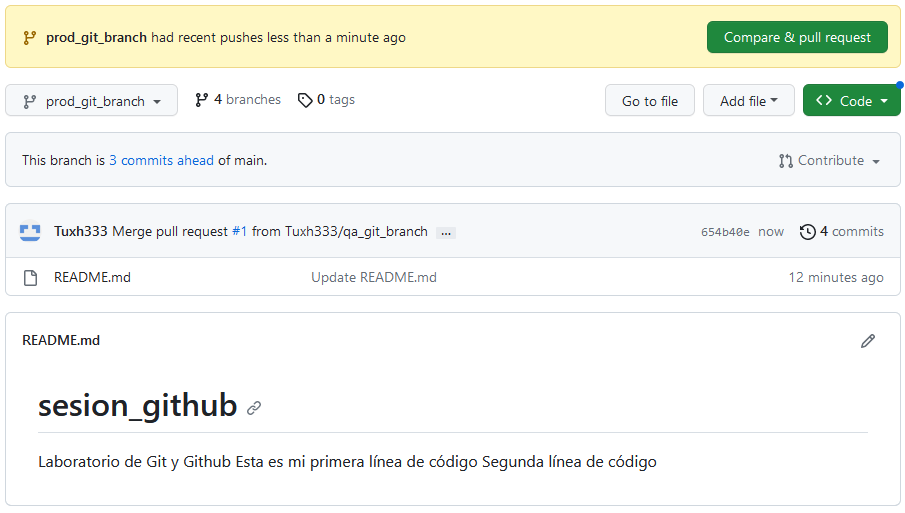 prod_git_branch had recent pushes less than a minute ago Compare & pull request
prod_git_branch 4 branches 0 tags Go to file Add file Code
This branch is 3 commits ahead of main. Contribute
Tuxh333 Merge pull request #1 from Tuxh333/qa_git_branch ... 654b40e now 4 commits
README.md Update README.md 12 minutes ago
README.md
sesion_github
Laboratorio de Git y Github Esta es mi primera línea de código Segunda línea de código